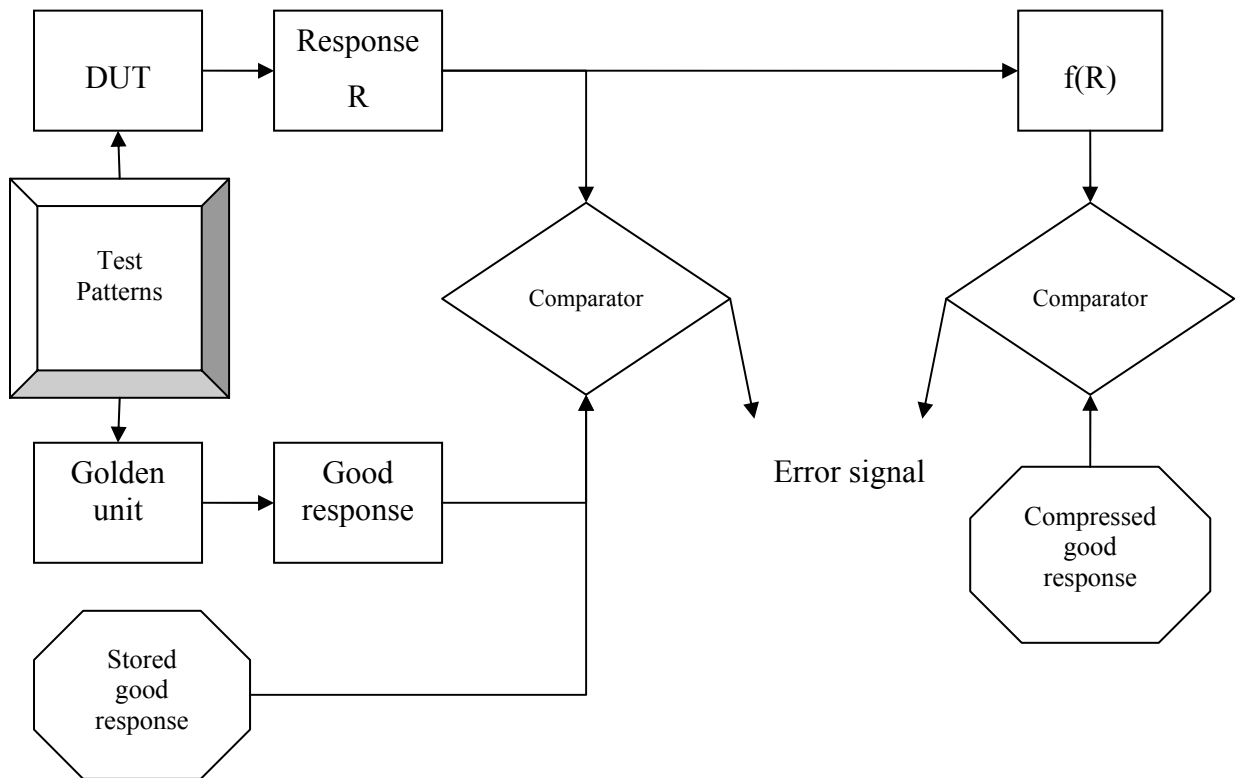 DUT
Response
R
f(R)
Test
Patterns
Comparator
Comparator
Golden
unit
Good
response
Error signal
Compressed
good
response
Stored
good
response